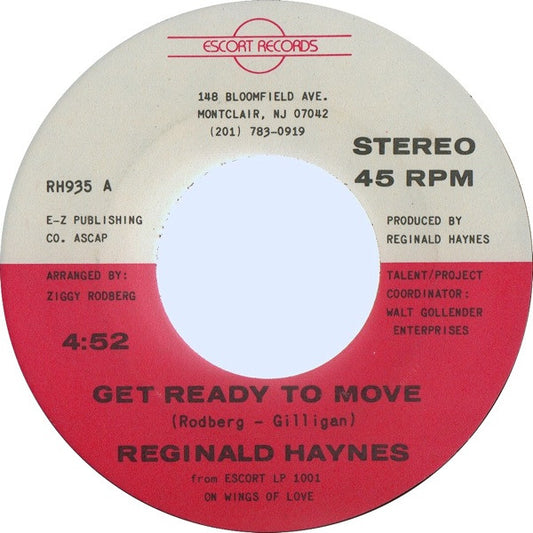 ESCORT RECORDS
148 BLOOMFIELD AVE.
MONTCLAIR, NJ 07042
(201) 783-0919
STEREO
45 RPM
RH935 A
E-Z PUBLISHING
CO. ASCAP
PRODUCED BY
REGINALD HAYNES
ARRANGED BY:
ZIGGY RODBERG
TALENT/PROJECT
COORDINATOR:
WALT GOLLENDER
ENTERPRISES
4:52
GET READY TO MOVE
(Rodberg - Gilligan)
REGINALD HAYNES
from ESCORT LP 1001
ON WINGS OF LOVE